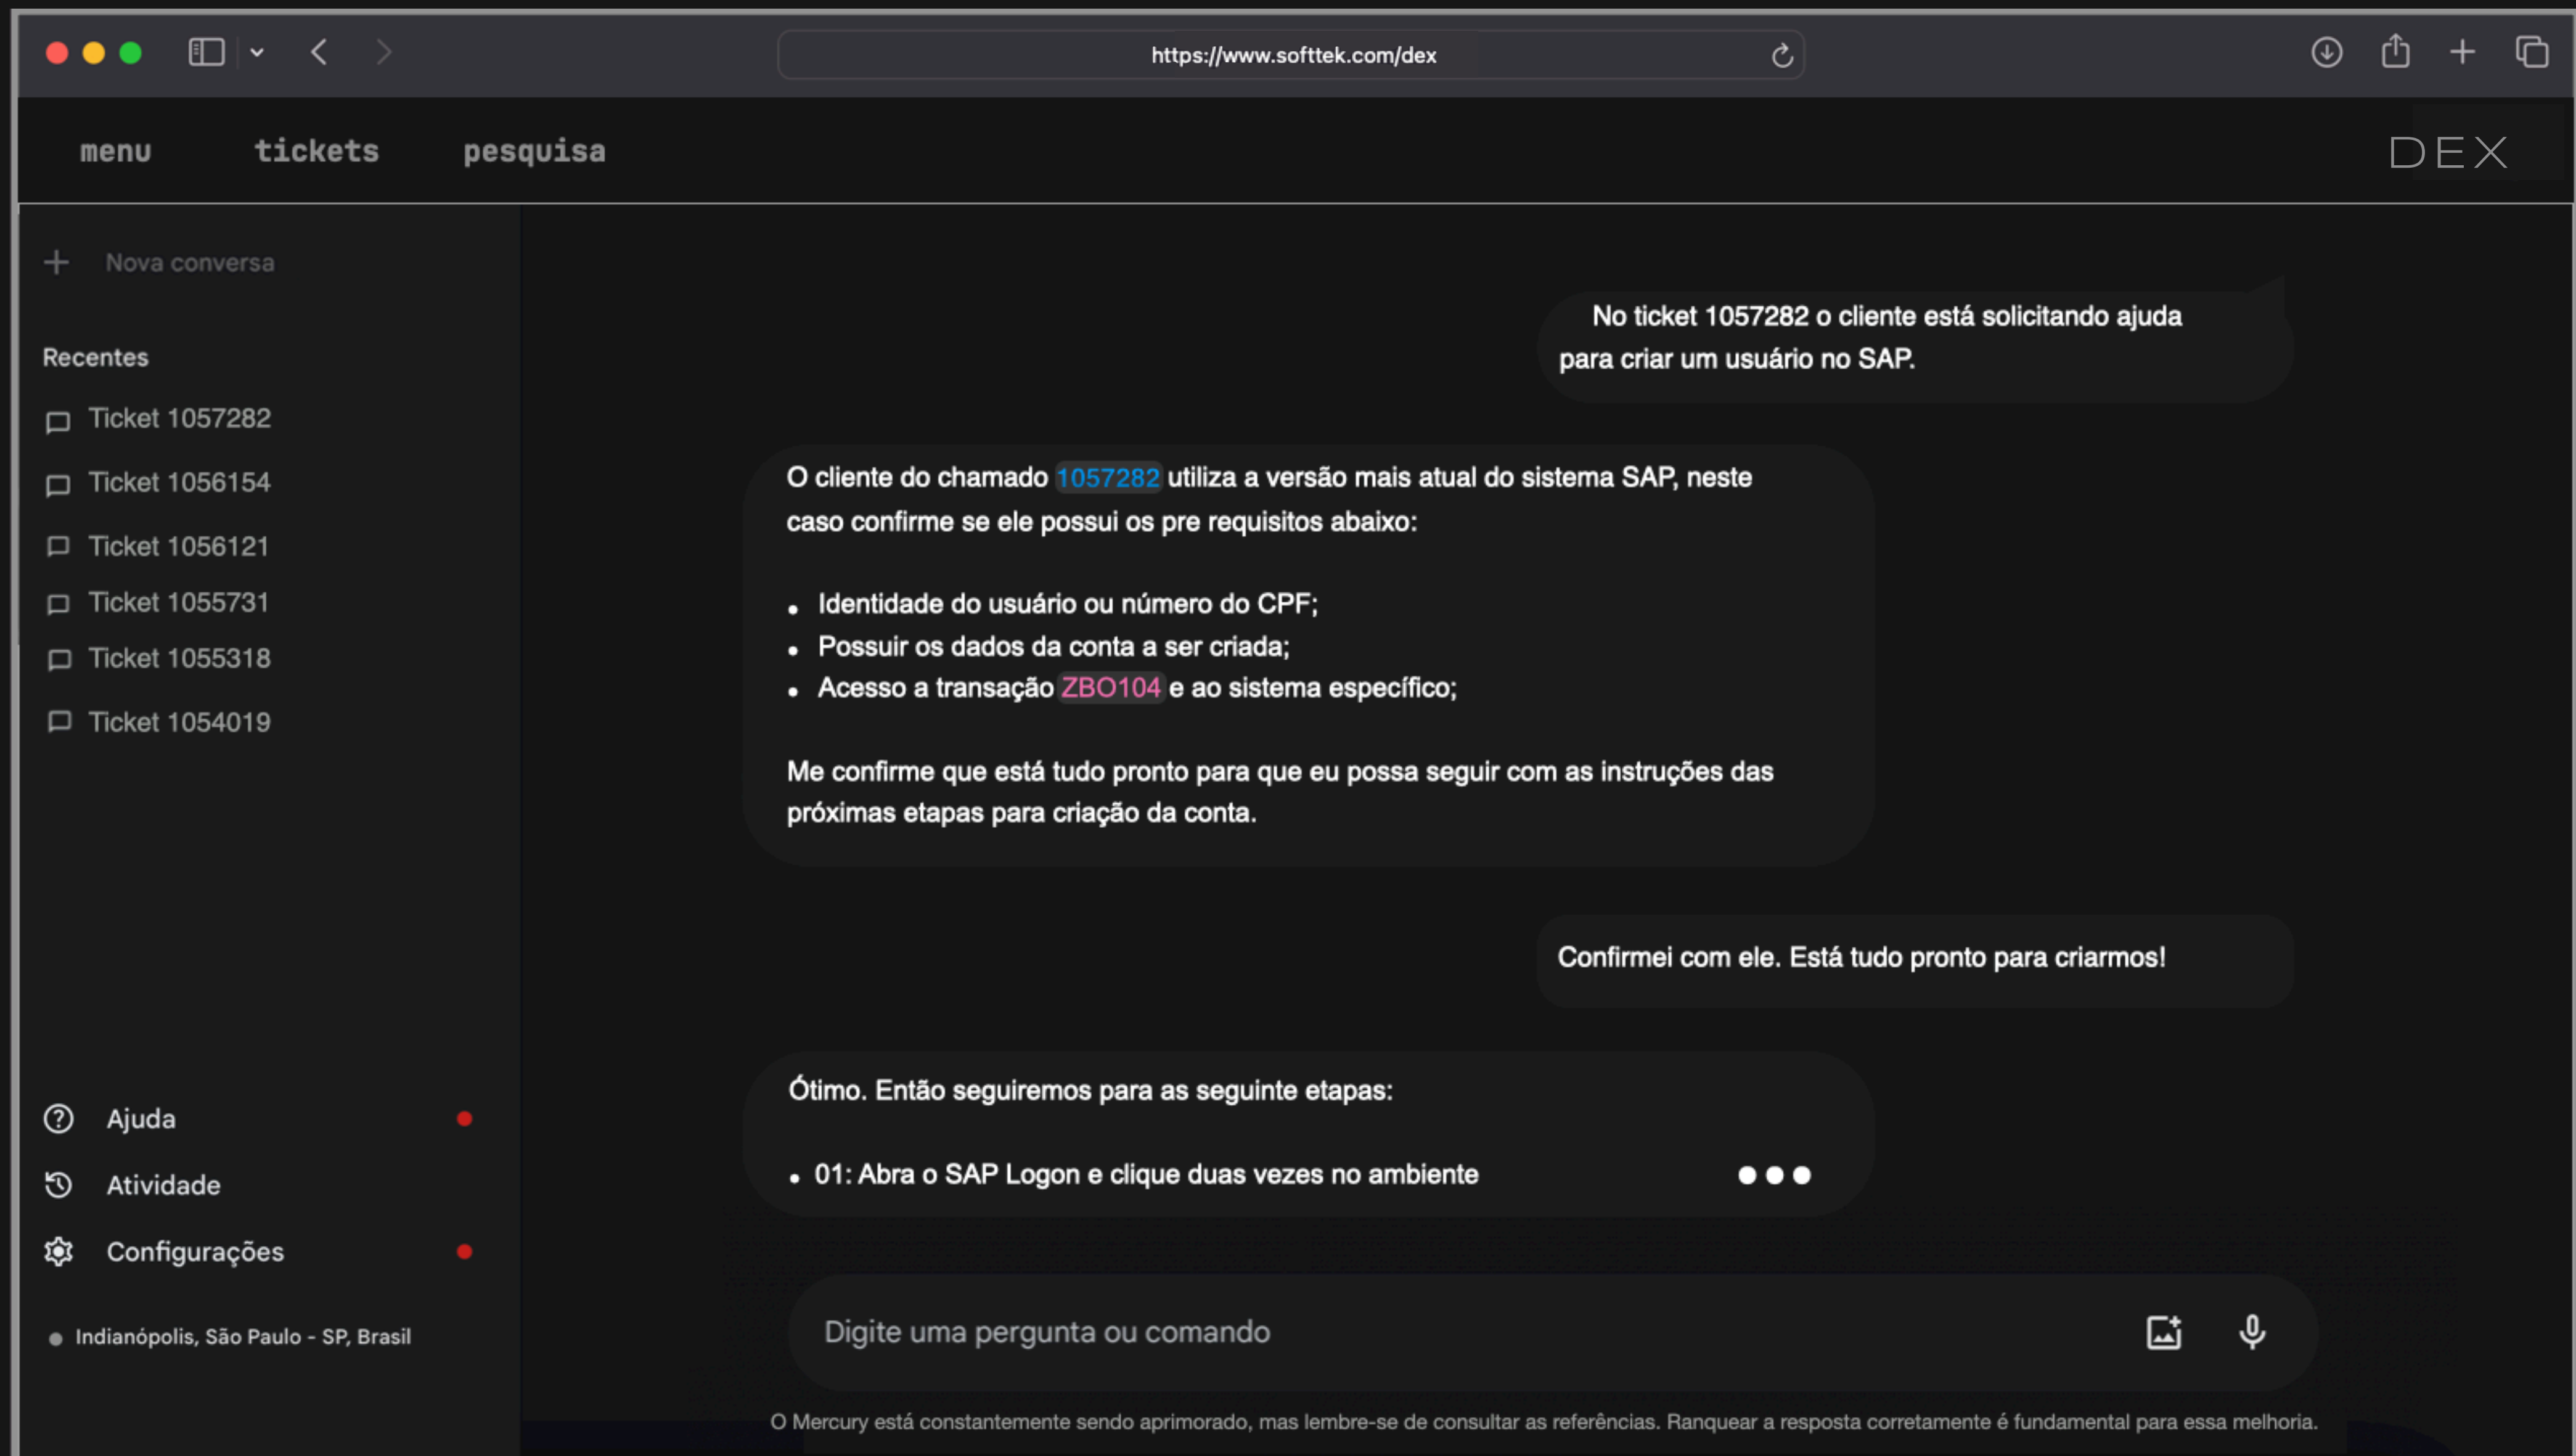 https://www.softtek.com/dex
menu
tickets
pesquisa
DEX
Nova conversa
Recentes
Ticket 1057282
Ticket 1056154
Ticket 1056121
Ticket 1055731
Ticket 1055318
Ticket 1054019
Ajuda
Atividade
Configurações
Indianópolis, São Paulo - SP, Brasil
No ticket 1057282 o cliente está solicitando ajuda
para criar um usuário no SAP.
O cliente do chamado 1057282 utiliza a versão mais atual do sistema SAP, neste
caso confirme se ele possui os pre requisitos abaixo:
• Identidade do usuário ou número do CPF;
• Possuir os dados da conta a ser criada;
• Acesso a transação ZBO104 e ao sistema específico;
Me confirme que está tudo pronto para que eu possa seguir com as instruções das
próximas etapas para criação da conta.
Confirmei com ele. Está tudo pronto para criarmos!
Ótimo. Então seguiremos para as seguinte etapas:
• 01: Abra o SAP Logon e clique duas vezes no ambiente
Digite uma pergunta ou comando
O Mercury está constantemente sendo aprimorado, mas lembre-se de consultar as referências. Ranquear a resposta corretamente é fundamental para essa melhoria.